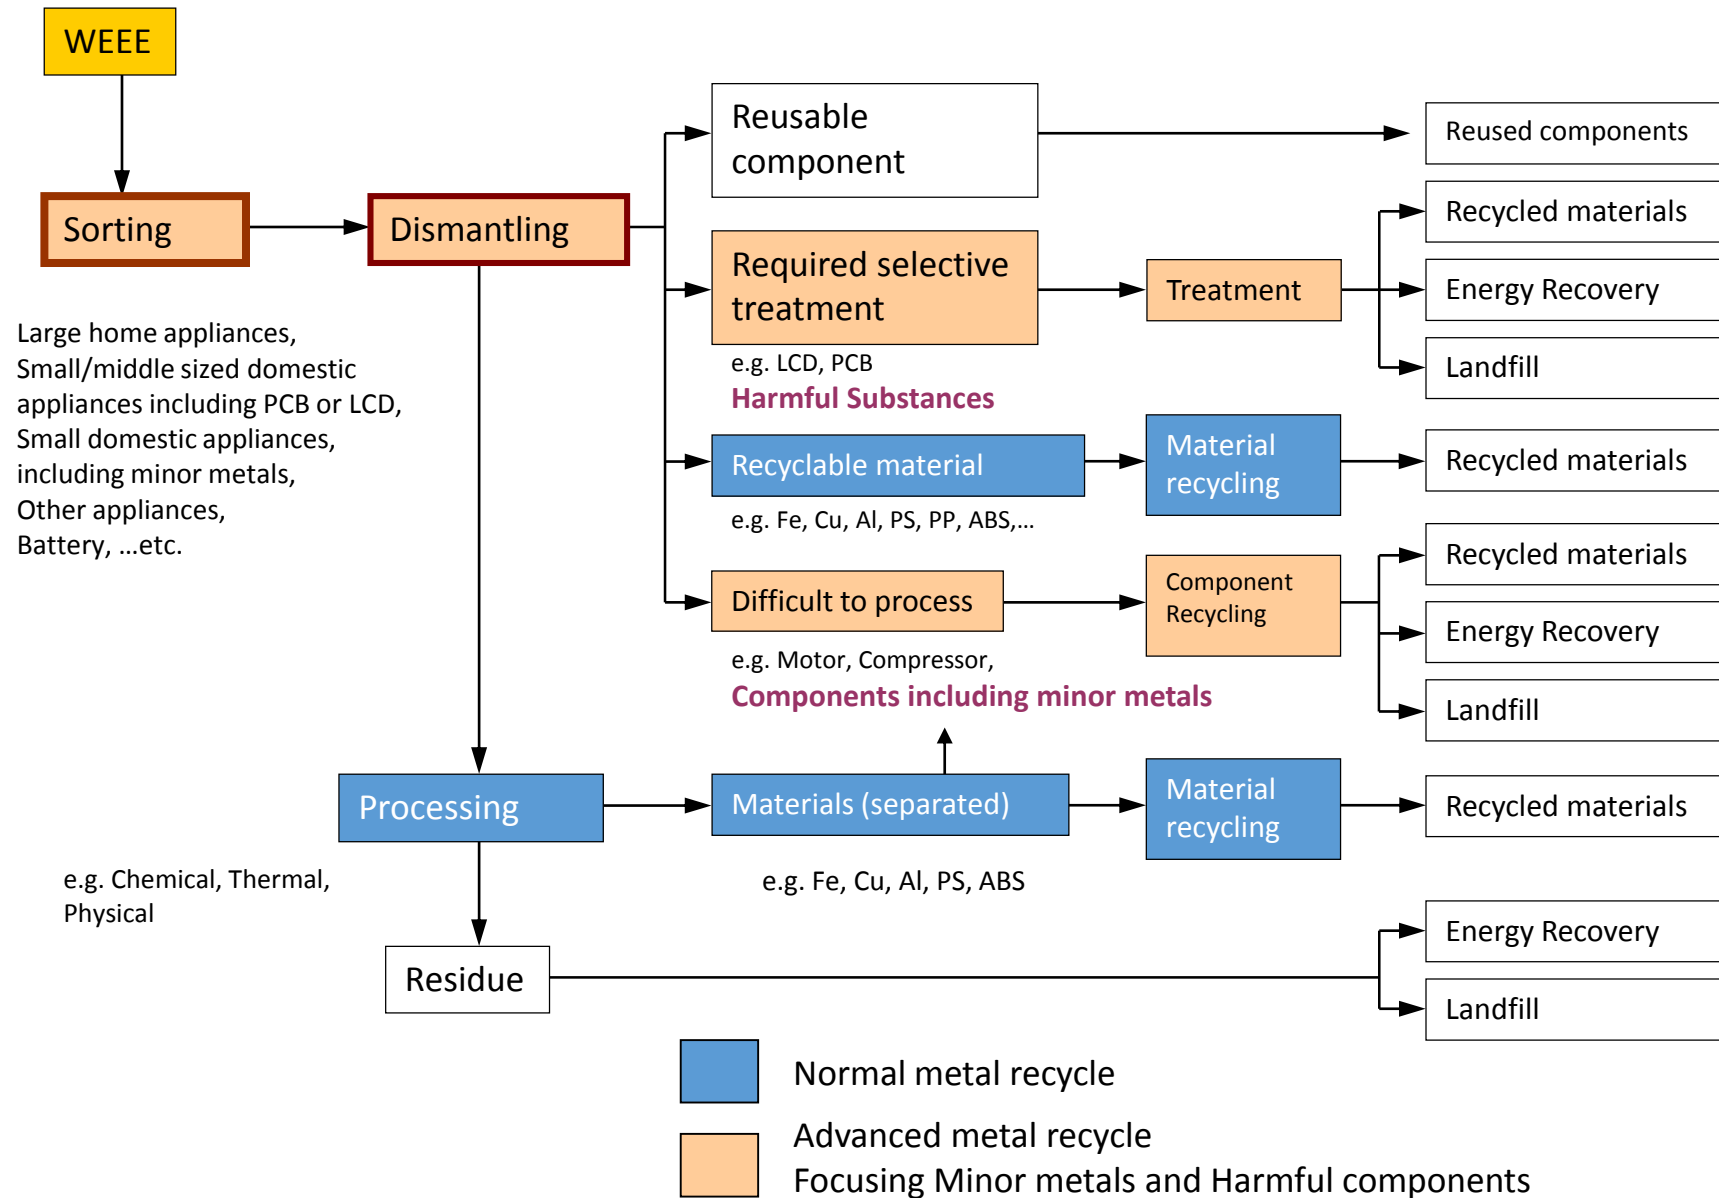 WEEE
Sorting
Dismantling
Large home appliances,
Small/middle sized domestic
appliances including PCB or LCD,
Small domestic appliances,
including minor metals,
Other appliances,
Battery, ...etc.
Reusable
component
Reused components
Required selective
treatment
e.g. LCD, PCB
Harmful Substances
Treatment
Recycled materials
Energy Recovery
Landfill
Recyclable material
e.g. Fe, Cu, Al, PS, PP, ABS,...
Material
recycling
Recycled materials
Difficult to process
e.g. Motor, Compressor,
Components including minor metals
Component
Recycling
Recycled materials
Energy Recovery
Landfill
Processing
e.g. Chemical, Thermal,
Physical
Materials (separated)
e.g. Fe, Cu, Al, PS, ABS
Material
recycling
Recycled materials
Residue
Energy Recovery
Landfill
Normal metal recycle
Advanced metal recycle
Focusing Minor metals and Harmful components